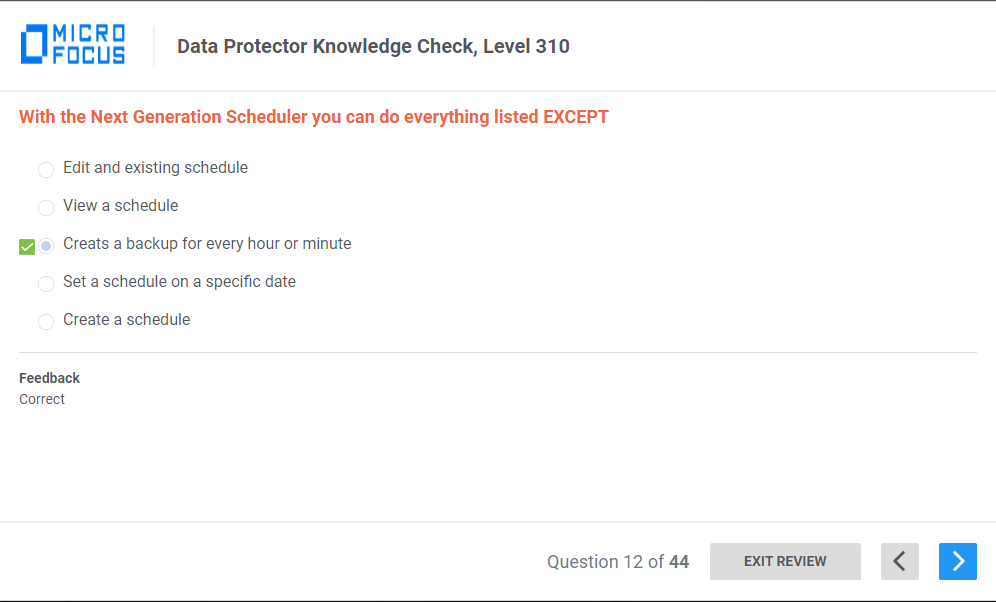 MICRO
FOCUS
Data Protector Knowledge Check, Level 310
With the Next Generation Scheduler you can do everything listed EXCEPT
Edit and existing schedule
View a schedule
Creats a backup for every hour or minute
Set a schedule on a specific date
Create a schedule
Feedback
Correct
Question 12 of 44
EXIT REVIEW